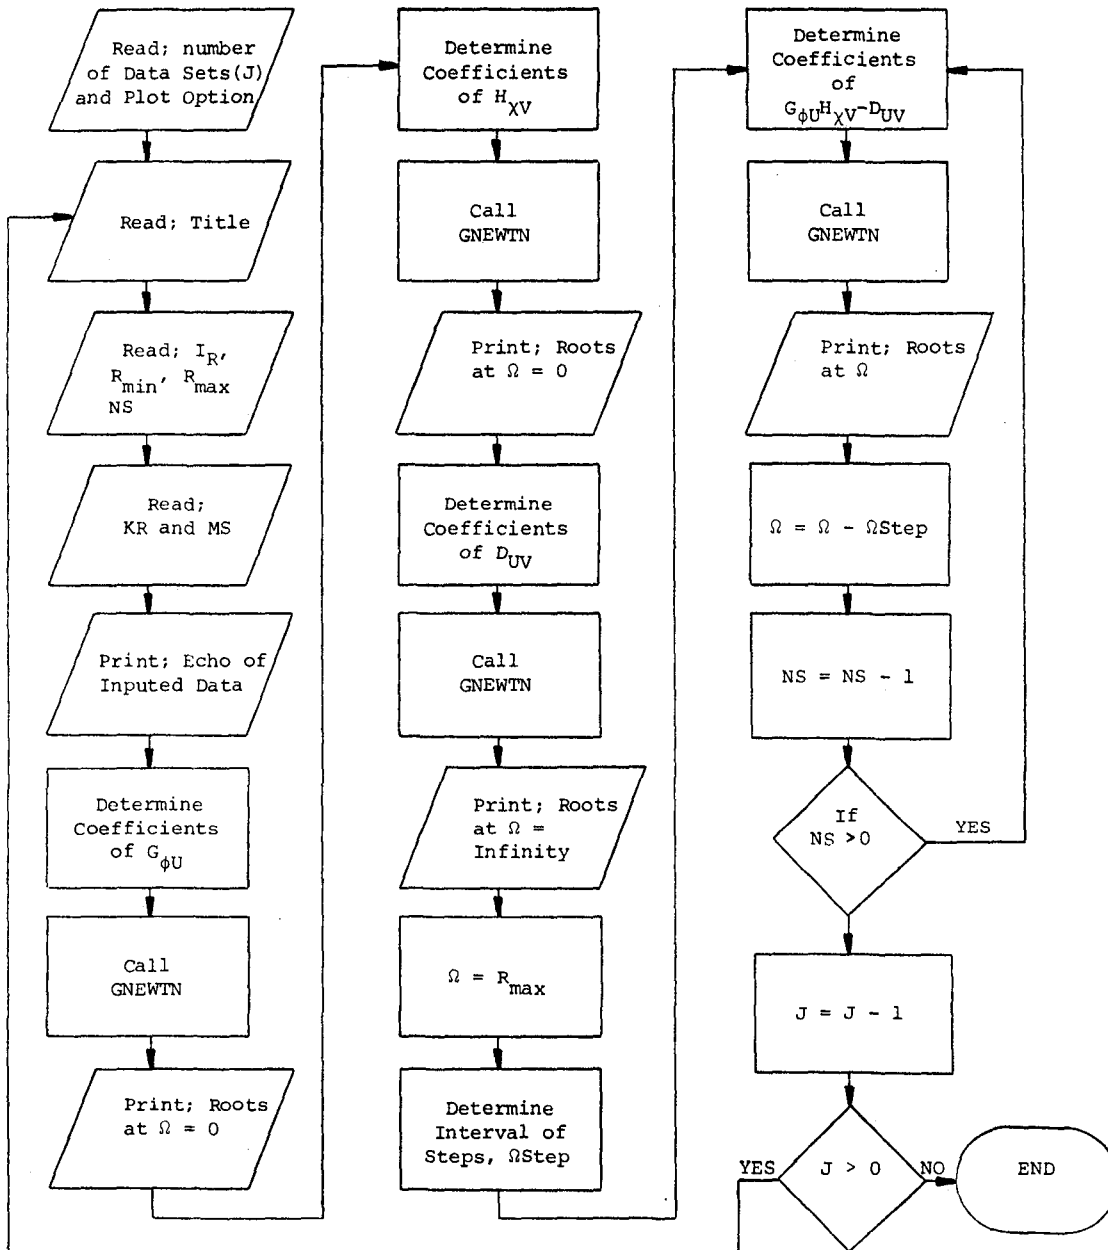 Read; number
of Data Sets(J)
and Plot Option
Read; Title
Read; I_R,
R_min, R_max
NS
Read;
KR and MS
Print; Echo of
Inputed Data
Determine
Coefficients
of G_ϕU
Call
GNEWTN
Print; Roots
at Ω = 0
Determine
Coefficients
of H_χV
Call
GNEWTN
Print; Roots
at Ω = 0
Determine
Coefficients
of D_UV
Call
GNEWTN
Print; Roots
at Ω =
Infinity
Ω = R_max
Determine
Interval of
Steps, ΩStep
Determine
Coefficients
of
G_ϕU H_χV-D_UV
Call
GNEWTN
Print; Roots
at Ω
Ω = Ω - ΩStep
NS = NS - 1
If
NS >0
YES
J = J - 1
YES
J > 0
NO
END